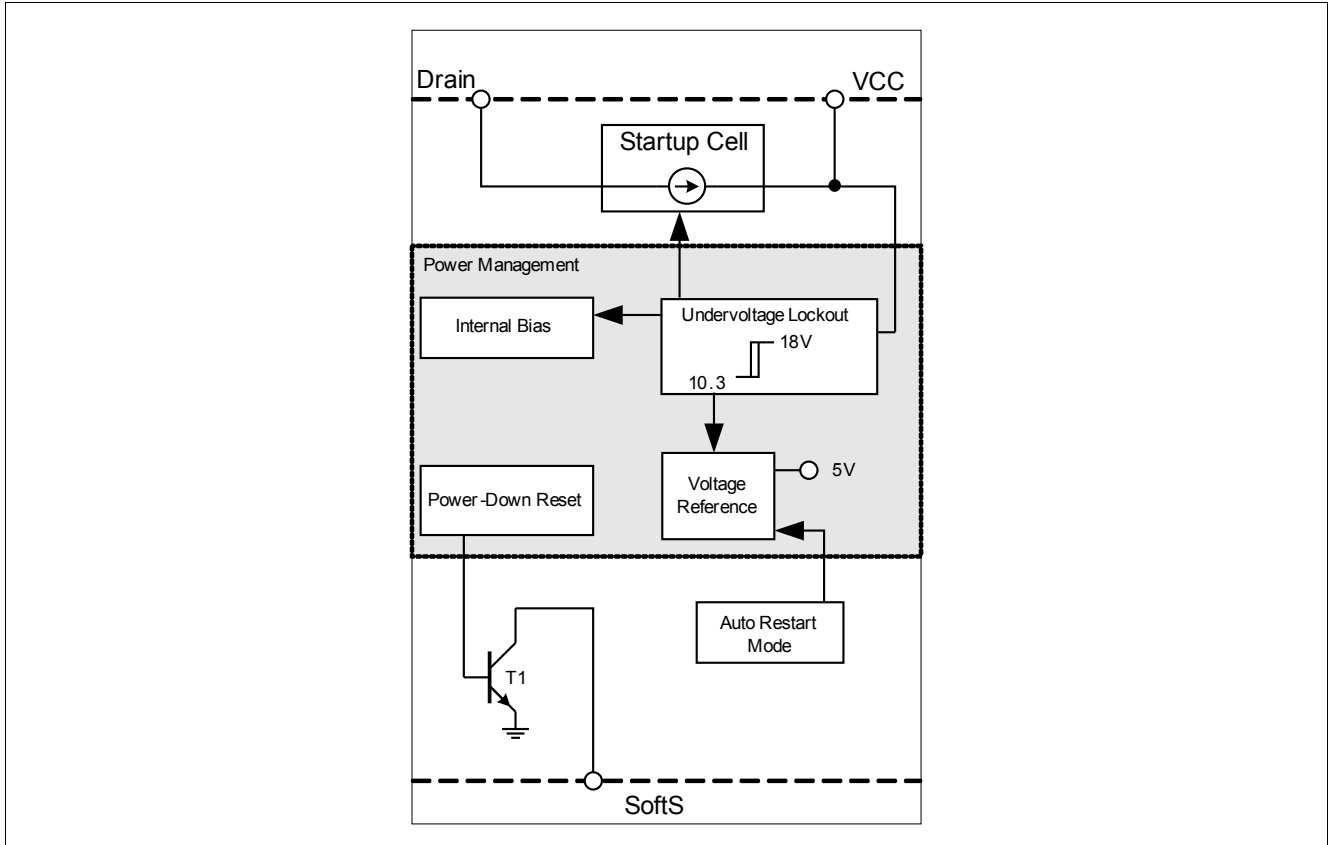 Drain
VCC
Startup Cell
Power Management
Internal Bias
Undervoltage Lockout
18V
10.3
Power-Down Reset
Voltage
Reference
5V
T1
Auto Restart
Mode
SoftS